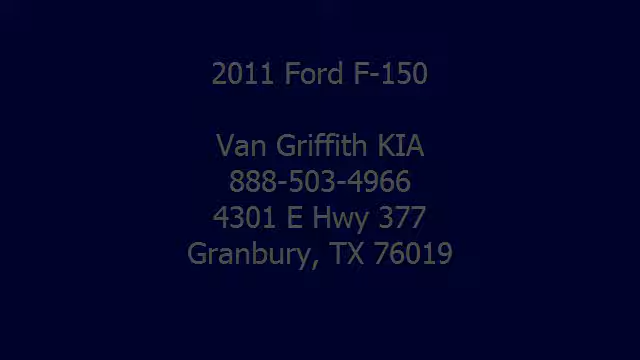 2011 Ford F-150
Van Griffith KIA
888-503-4966
4301 E Hwy 377
Granbury, TX 76019